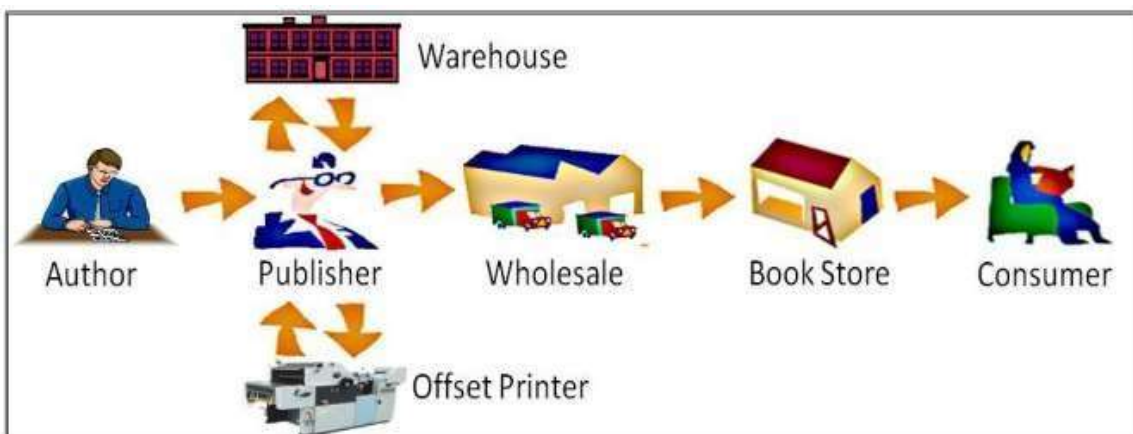 Warehouse
Author
Publisher
Wholesale
Book Store
Consumer
Offset Printer